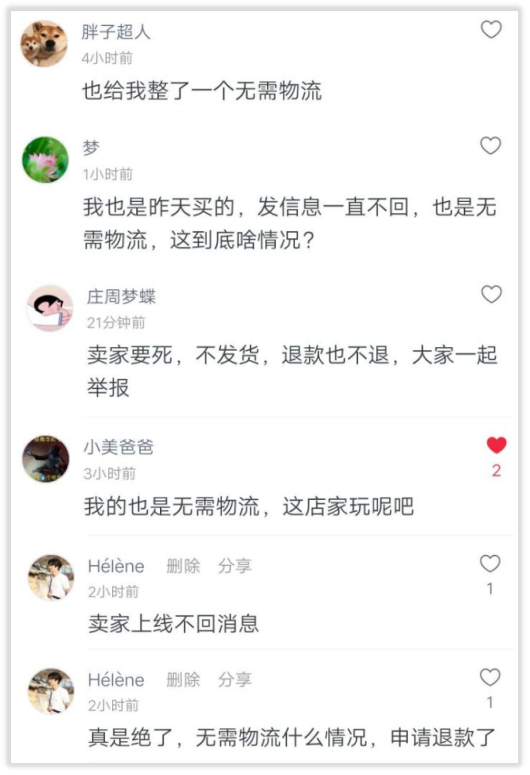 胖子超人
4小时前
也给我整了一个无需物流
梦
1小时前
我也是昨天买的，发信息一直不回，也是无
需物流，这到底啥情况？
庄周梦蝶
21分钟前
卖家要死，不发货，退款也不退，大家一起
举报
小美爸爸
3小时前
2
我的也是无需物流，这店家玩呢吧
Hélène 删除 分享
2小时前
1
卖家上线不回消息
Hélène 删除 分享
2小时前
1
真是绝了，无需物流什么情况，申请退款了